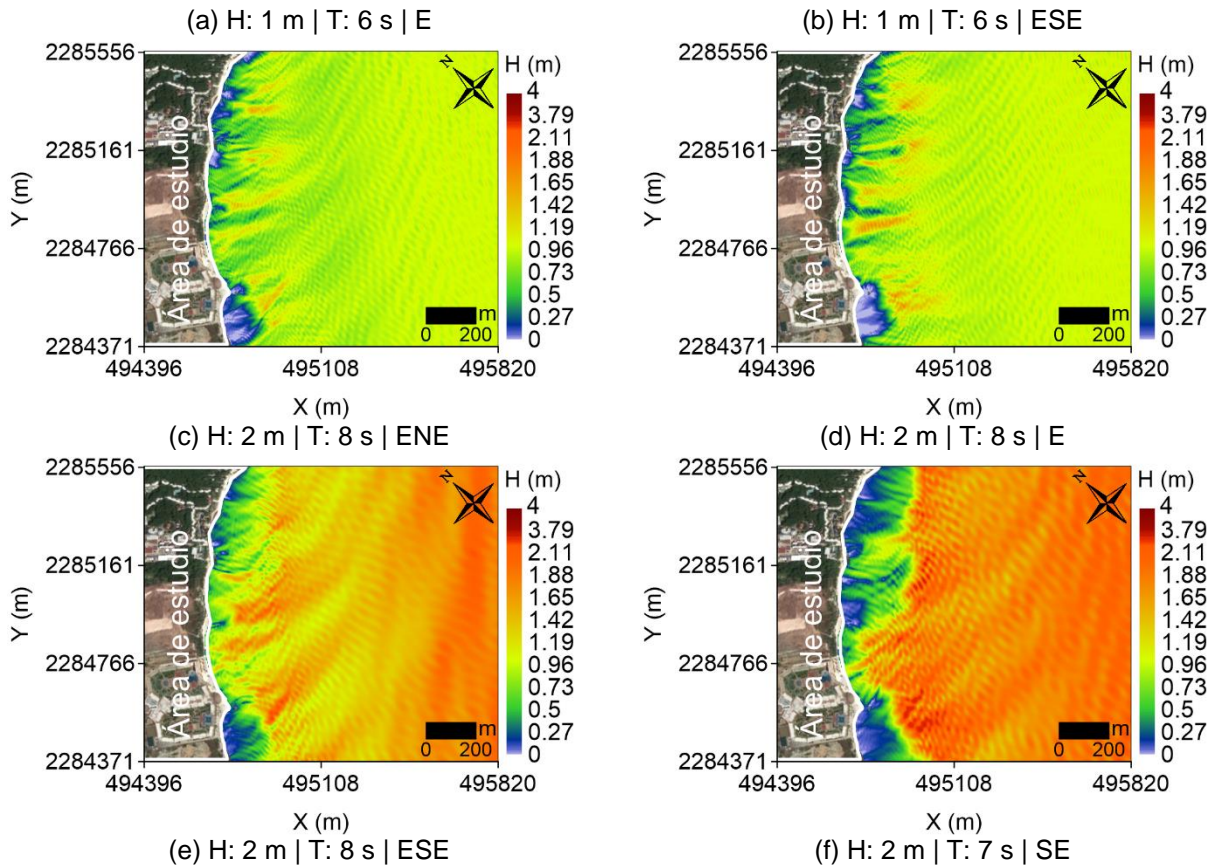 (a) H: 1 m | T: 6 s | E
2285556
2285161
2284766
2284371
Y (m)
Área de estudio
N
H (m)
4
3.79
2.11
1.88
1.65
1.42
1.19
0.96
0.73
0.5
0.27
0
m
0 200
494396 495108 495820
X (m)
(b) H: 1 m | T: 6 s | ESE
2285556
2285161
2284766
2284371
Y (m)
Área de estudio
N
H (m)
4
3.79
2.11
1.88
1.65
1.42
1.19
0.96
0.73
0.5
0.27
0
m
0 200
494396 495108 495820
X (m)
(c) H: 2 m | T: 8 s | ENE
2285556
2285161
2284766
2284371
Y (m)
Área de estudio
N
H (m)
4
3.79
2.11
1.88
1.65
1.42
1.19
0.96
0.73
0.5
0.27
0
m
0 200
494396 495108 495820
X (m)
(d) H: 2 m | T: 8 s | E
2285556
2285161
2284766
2284371
Y (m)
Área de estudio
N
H (m)
4
3.79
2.11
1.88
1.65
1.42
1.19
0.96
0.73
0.5
0.27
0
m
0 200
494396 495108 495820
X (m)
(e) H: 2 m | T: 8 s | ESE
(f) H: 2 m | T: 7 s | SE